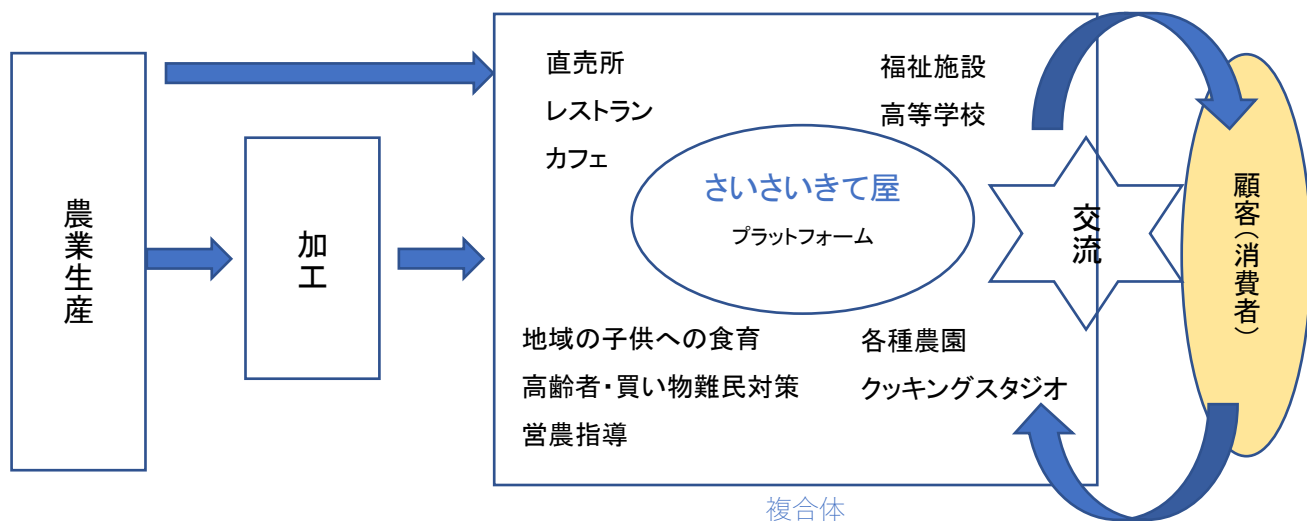 農業生産
加工
直売所
レストラン
カフェ
福祉施設
高等学校
さいさいきて屋
プラットフォーム
地域の子供への食育
高齢者・買い物難民対策
営農指導
各種農園
クッキングスタジオ
交流
顧客(消費者)
複合体